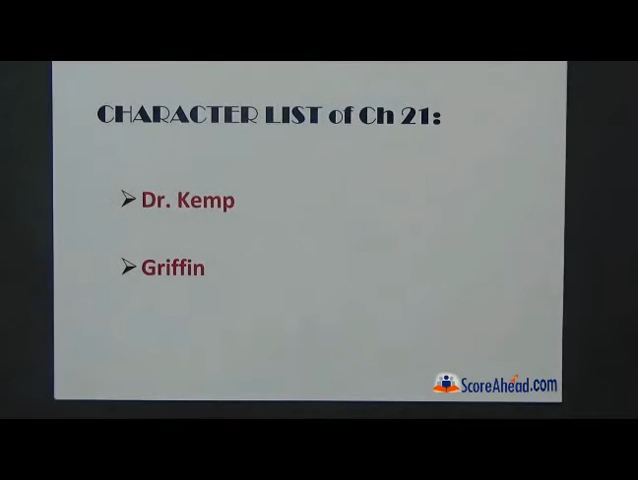 CHARACTER LIST of Ch 21:
Dr. Kemp
Griffin
ScoreAhead.com